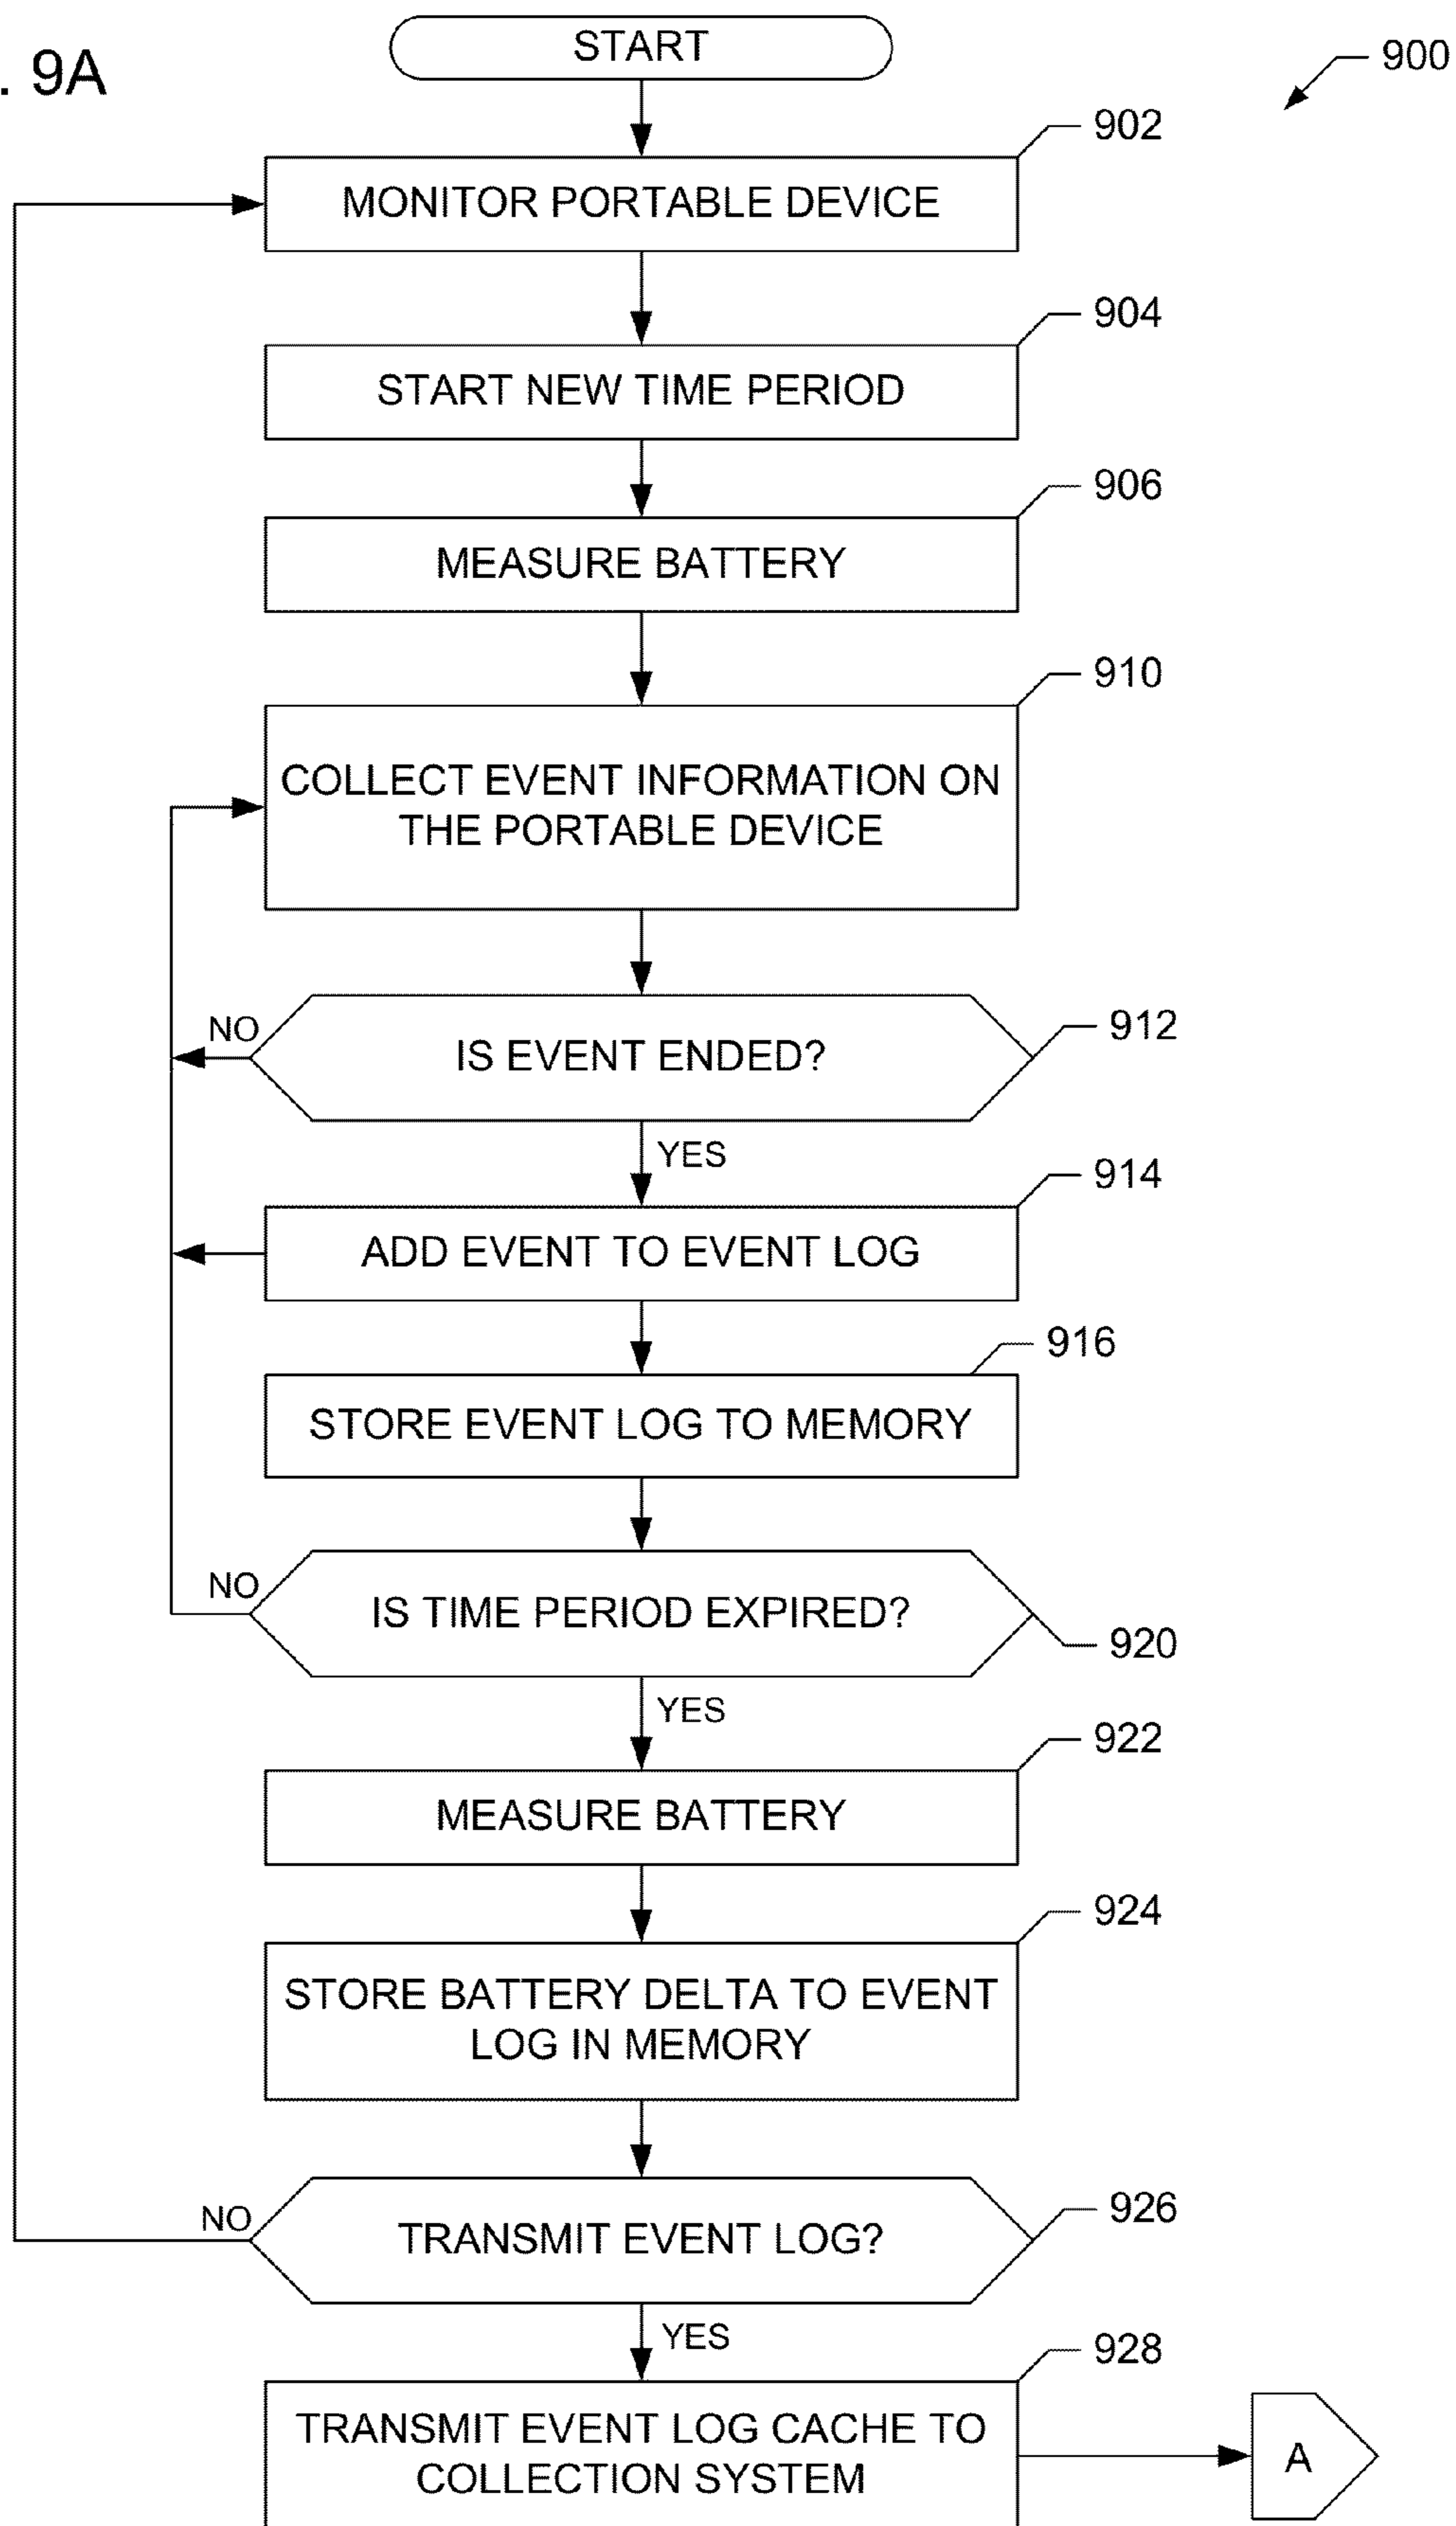 . 9A
START
900
902
MONITOR PORTABLE DEVICE
904
START NEW TIME PERIOD
906
MEASURE BATTERY
910
COLLECT EVENT INFORMATION ON
THE PORTABLE DEVICE
NO
IS EVENT ENDED?
912
YES
914
ADD EVENT TO EVENT LOG
916
STORE EVENT LOG TO MEMORY
NO
IS TIME PERIOD EXPIRED?
920
YES
922
MEASURE BATTERY
924
STORE BATTERY DELTA TO EVENT
LOG IN MEMORY
NO
TRANSMIT EVENT LOG?
926
YES
928
TRANSMIT EVENT LOG CACHE TO
COLLECTION SYSTEM
A